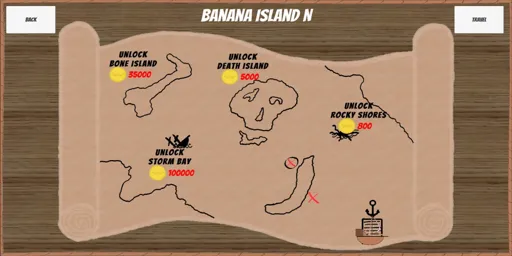 BACK
BANANA ISLAND N
TRAVEL
UNLOCK
BONE ISLAND
35000
UNLOCK
DEATH ISLAND
5000
UNLOCK
ROCKY SHORES
500
UNLOCK
STORM BAY
100000